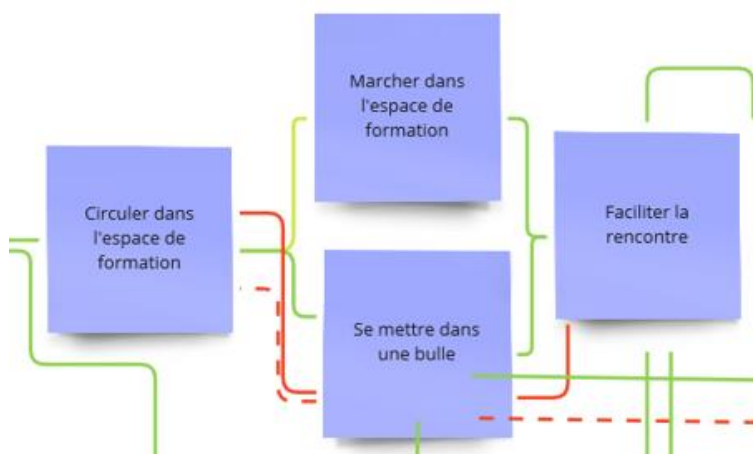 Marcher dans
l'espace de
formation
Circuler dans
l'espace de
formation
Faciliter la
rencontre
Se mettre dans
une bulle